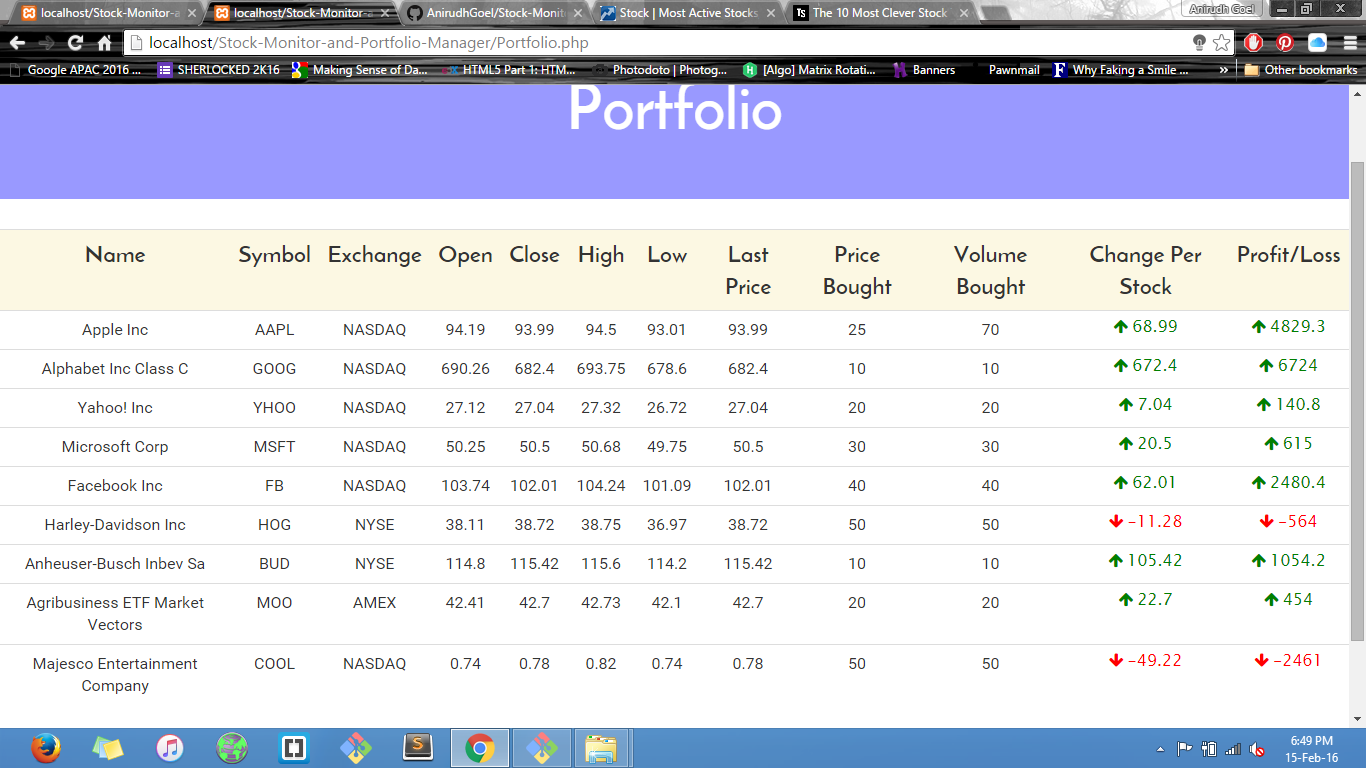 localhost/Stock-Monitor-a
localhost/Stock-Monitor-a
AnirudhGoel/Stock-Monit
Stock | Most Active Stocks
The 10 Most Clever Stock
Anirudh Goel
localhost/Stock-Monitor-and-Portfolio-Manager/Portfolio.php
Google APAC 2016 ...
SHERLOCKED 2K16
Making Sense of Da...
HTML5 Part 1: HTM...
Photodoto | Photog...
[Algo] Matrix Rotati...
Banners
Pawnmail
Why Faking a Smile ...
» Other bookmarks
Portfolio
Name Symbol Exchange Open Close High Low Last Price Price Bought Volume Bought Change Per Stock Profit/Loss
Apple Inc AAPL NASDAQ 94.19 93.99 94.5 93.01 93.99 25 70 68.99 4829.3
Alphabet Inc Class C GOOG NASDAQ 690.26 682.4 693.75 678.6 682.4 10 10 672.4 6724
Yahoo! Inc YHOO NASDAQ 27.12 27.04 27.32 26.72 27.04 20 20 7.04 140.8
Microsoft Corp MSFT NASDAQ 50.25 50.5 50.68 49.75 50.5 30 30 20.5 615
Facebook Inc FB NASDAQ 103.74 102.01 104.24 101.09 102.01 40 40 62.01 2480.4
Harley-Davidson Inc HOG NYSE 38.11 38.72 38.75 36.97 38.72 50 50 -11.28 -564
Anheuser-Busch Inbev Sa BUD NYSE 114.8 115.42 115.6 114.2 115.42 10 10 105.42 1054.2
Agribusiness ETF Market Vectors MOO AMEX 42.41 42.7 42.73 42.1 42.7 20 20 22.7 454
Majesco Entertainment Company COOL NASDAQ 0.74 0.78 0.82 0.74 0.78 50 50 -49.22 -2461
6:49 PM
15-Feb-16